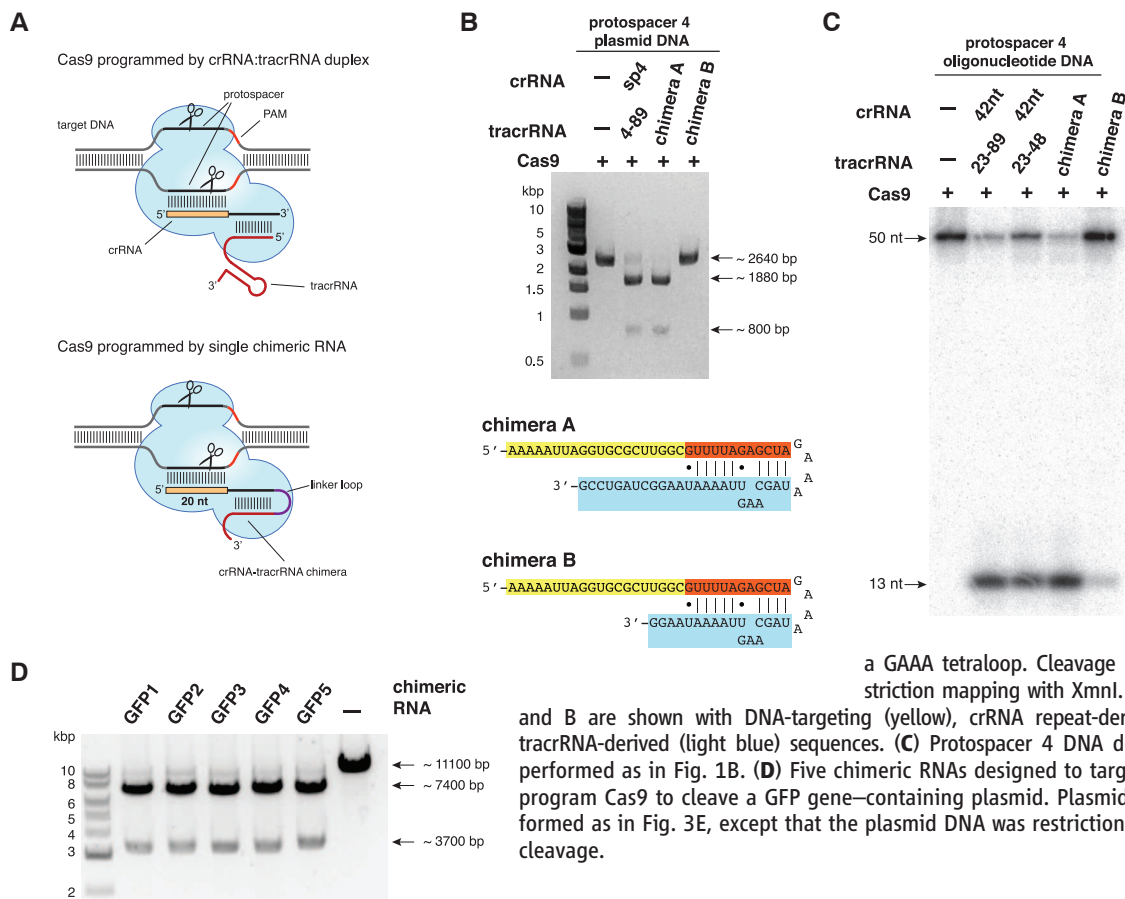 A
Cas9 programmed by crRNA:tracrRNA duplex
protospacer
PAM
target DNA
5'
3'
5'
crRNA
3'
tracrRNA
Cas9 programmed by single chimeric RNA
5'
20 nt
linker loop
3'
crRNA-tracrRNA chimera
B
protospacer 4
plasmid DNA
crRNA – sp4 chimera A chimera B
tracrRNA – 4-89
Cas9 + + + +
kbp
10
5
3
2
1.5
1
0.5
~ 2640 bp
~ 1880 bp
~ 800 bp
chimera A
5'-AAAAAUUAGGUGCGCUUGGCGUUUUAGAGCUA
G
A
A
A
3'-GCCUGAUCGGAAUAAAAUU CGAU
GAA
chimera B
5'-AAAAAUUAGGUGCGCUUGGCGUUUUAGAGCUA
G
A
A
A
3'-GGAAUAAAAUU CGAU
GAA
C
protospacer 4
oligonucleotide DNA
crRNA – 42nt 42nt chimera A chimera B
tracrRNA – 23-89 23-48
Cas9 + + + + +
50 nt
13 nt
D
GFP1 GFP2 GFP3 GFP4 GFP5 – chimeric
RNA
kbp
10
8
6
5
4
3
2
~ 11100 bp
~ 7400 bp
~ 3700 bp
a GAAA tetraloop. Cleavage
striction mapping with XmnI.
and B are shown with DNA-targeting (yellow), crRNA repeat-der
tracrRNA-derived (light blue) sequences. (C) Protospacer 4 DNA d
performed as in Fig. 1B. (D) Five chimeric RNAs designed to targ
program Cas9 to cleave a GFP gene–containing plasmid. Plasmid
formed as in Fig. 3E, except that the plasmid DNA was restriction
cleavage.